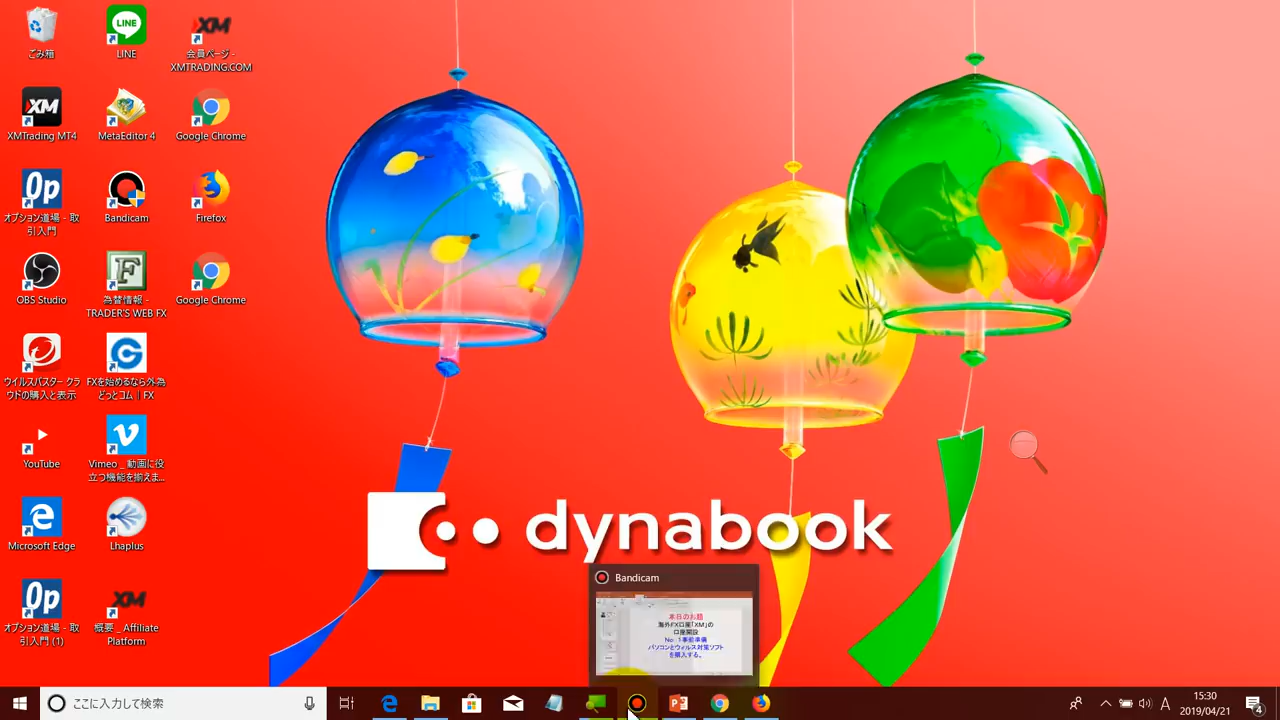 ごみ箱
LINE
会員ページ -
XMTRADING.COM
XM
XMTrading MT4
MetaEditor 4
Google Chrome
Op
オプション道場 - 取
引入門
Bandicam
Firefox
OBS Studio
F
為替情報 -
TRADER'S WEB FX
Google Chrome
ウイルスバスター クラ
ウドの購入と表示
FXを始めるなら外為
どっとコム｜FX
YouTube
Vimeo _ 動画に役
立つ機能を揃えま...
Microsoft Edge
Lhaplus
Op
オプション道場 - 取
引入門 (1)
XM
概要 _ Affiliate
Platform
dynabook
Bandicam
本日のお題
海外FX口座「XM」の
口座開設
No 1事前準備
パソコンとウィルス対策ソフト
を購入する。
ここに入力して検索
A
15:30
2019/04/21
4